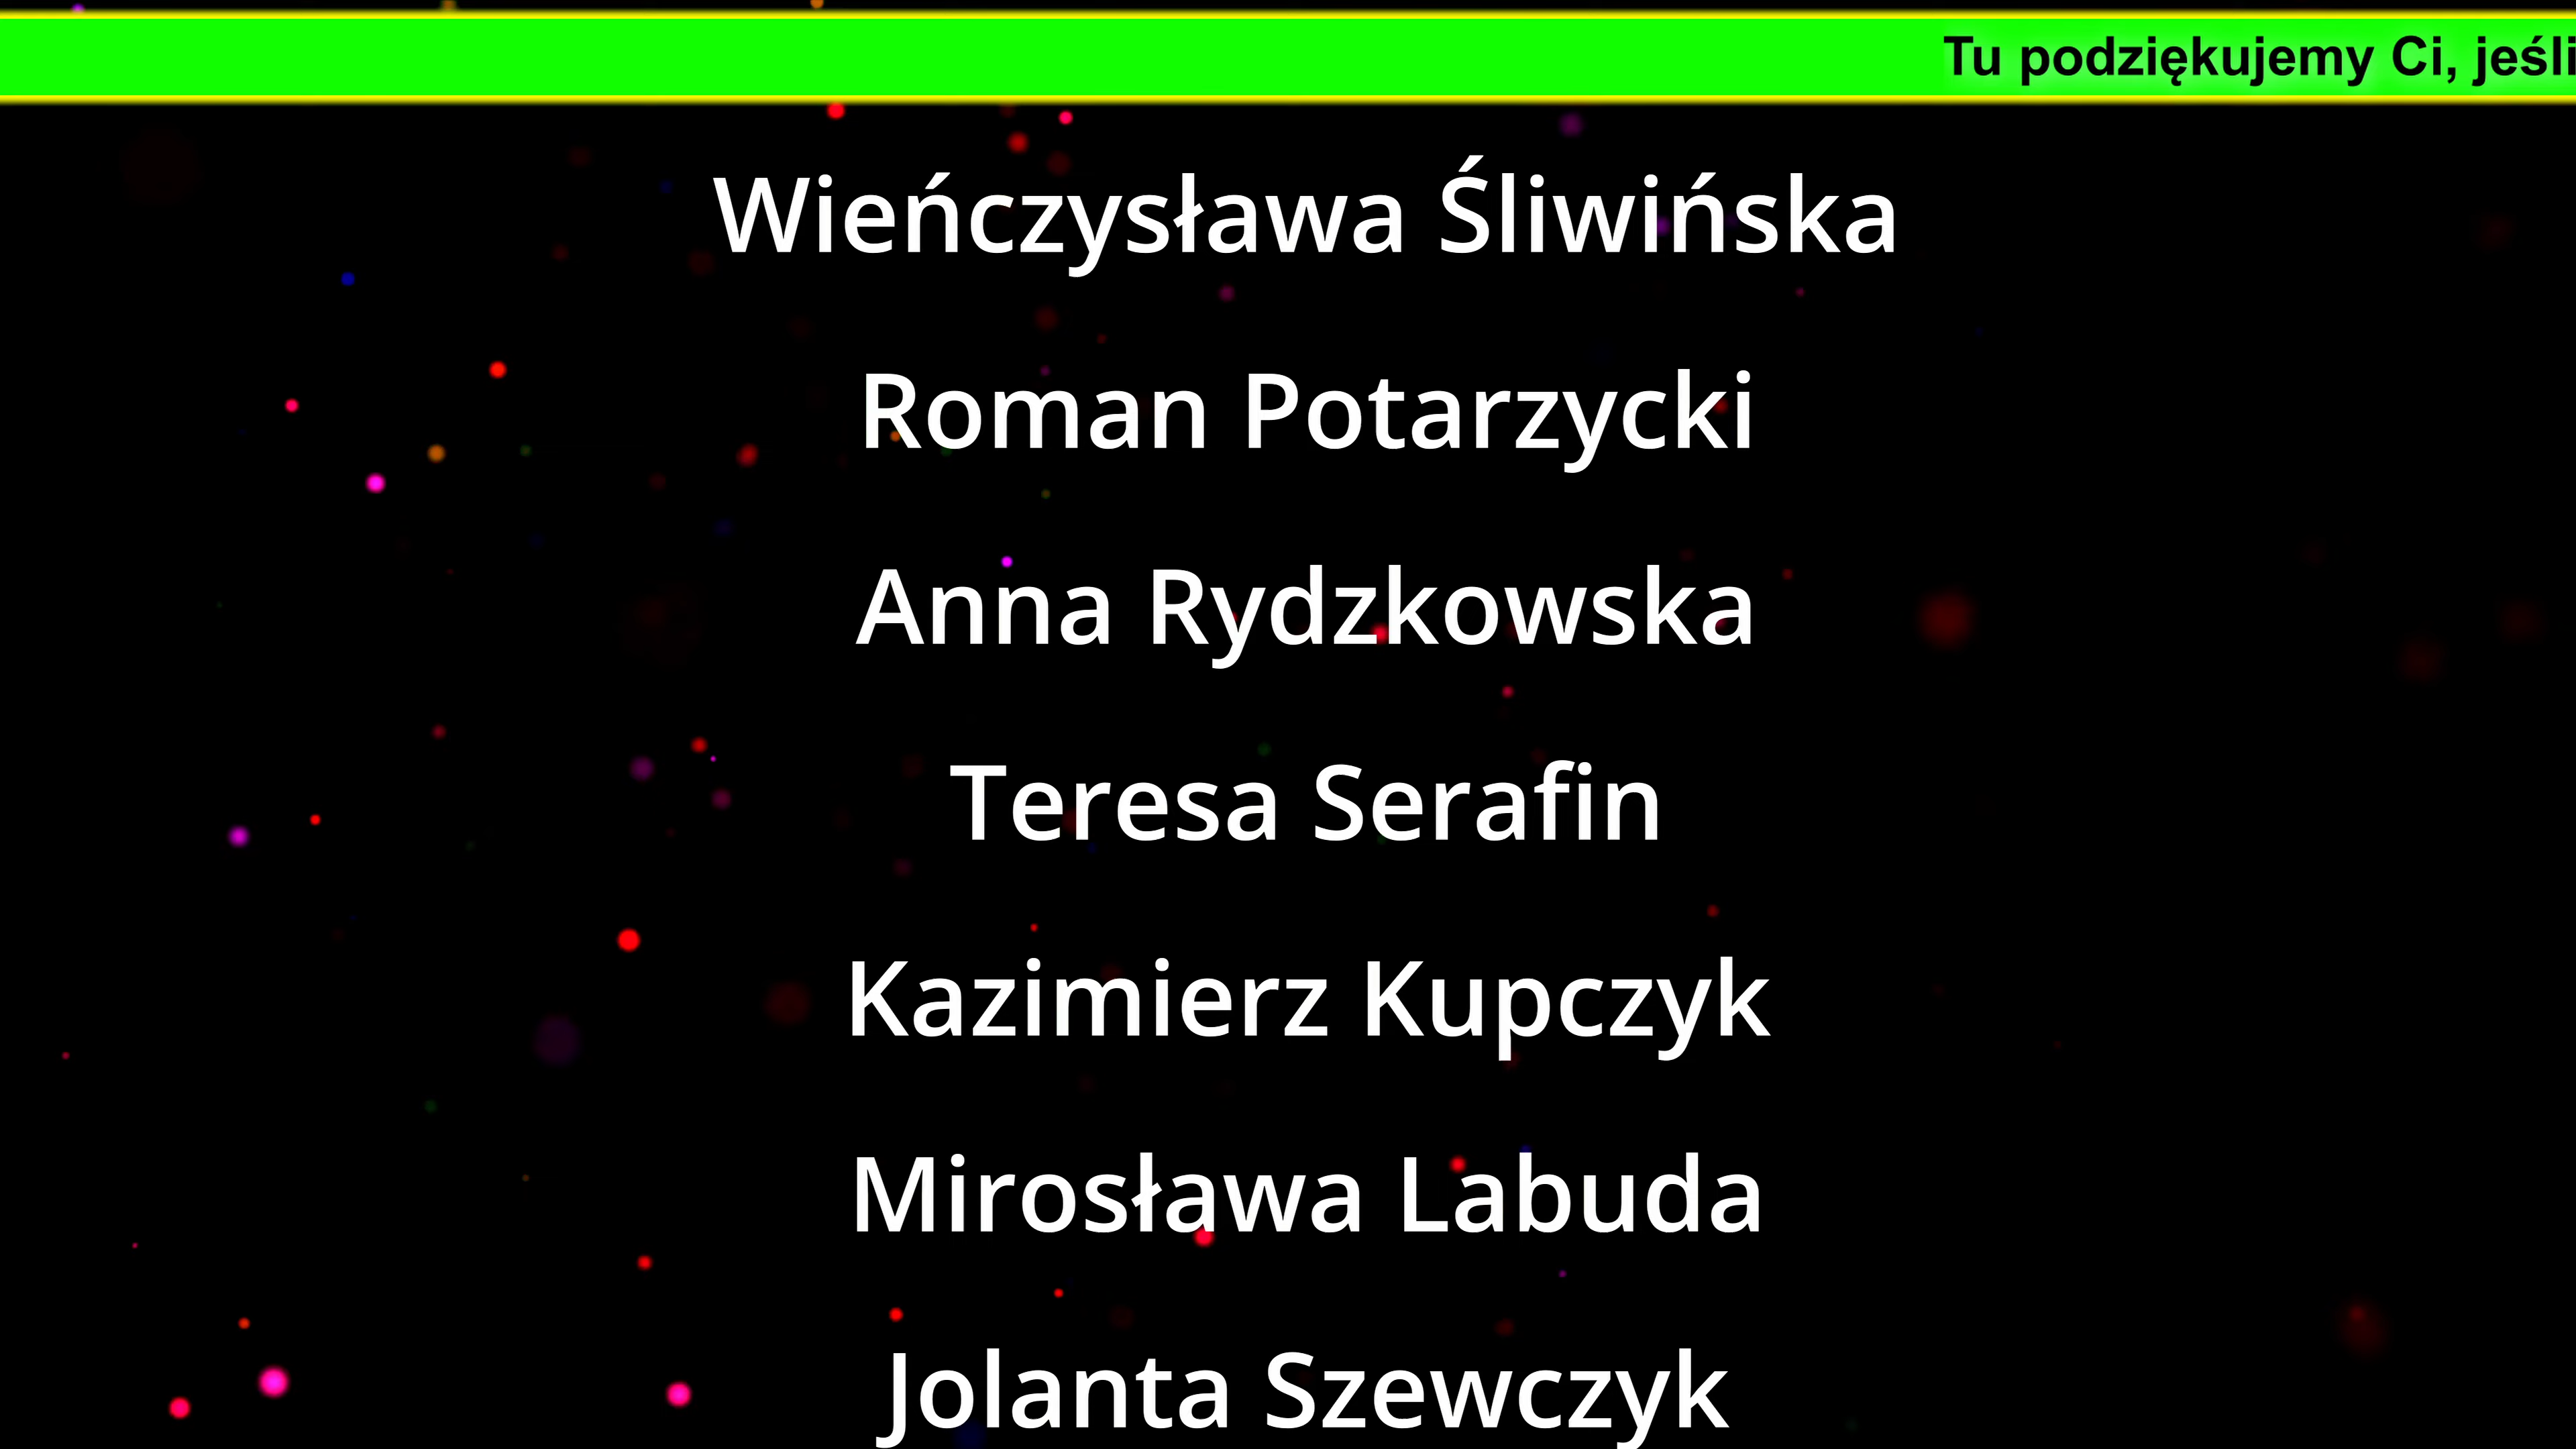 Tu podziękujemy Ci, jeśli
Wieńczysława Śliwińska
Roman Potarzycki
Anna Rydzkowska
Teresa Serafin
Kazimierz Kupczyk
Mirosława Labuda
Jolanta Szewczyk